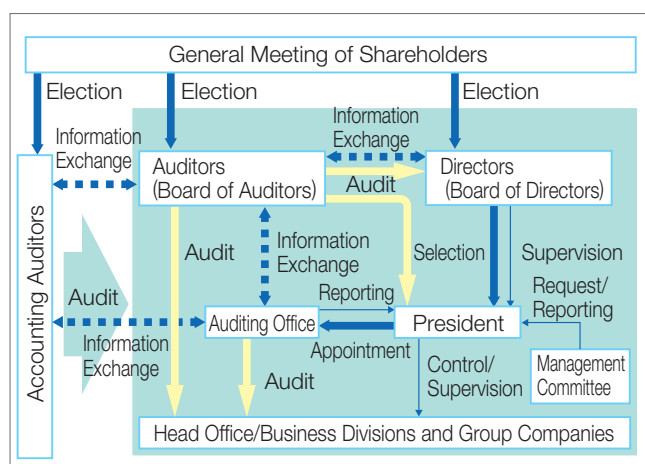 General Meeting of Shareholders
Election
Election
Election
Information
Exchange
Information
Exchange
Auditors
(Board of Auditors)
Directors
(Board of Directors)
Audit
Accounting Auditors
Audit
Information
Exchange
Selection
Supervision
Audit
Information
Exchange
Reporting
Request/
Reporting
Auditing Office
President
Appointment
Management
Committee
Audit
Control/
Supervision
Head Office/Business Divisions and Group Companies